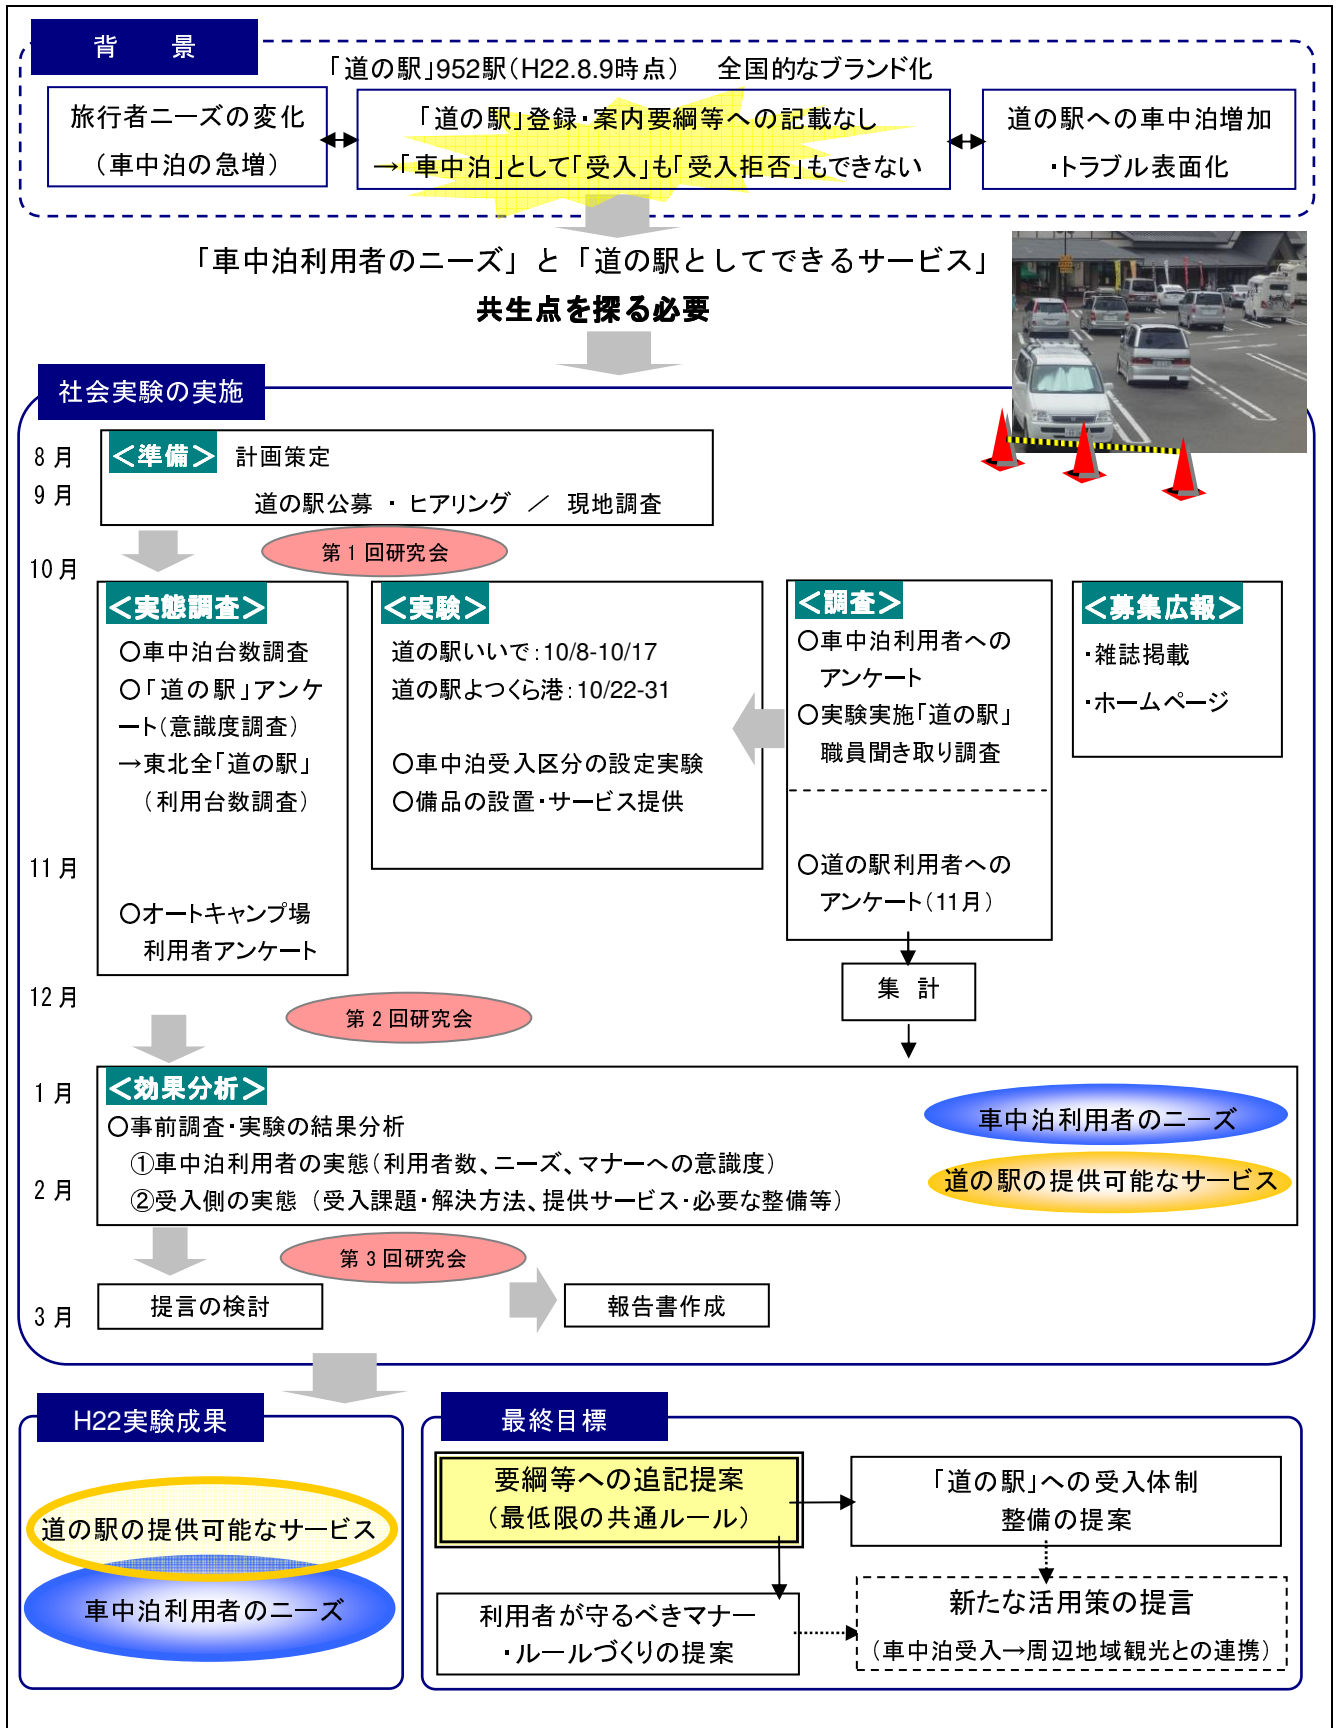 背　景
「道の駅」952駅(H22.8.9時点)　全国的なブランド化
旅行者ニーズの変化
(車中泊の急増)
「道の駅」登録・案内要綱等への記載なし
→「車中泊」として「受入」も「受入拒否」もできない
道の駅への車中泊増加
・トラブル表面化
「車中泊利用者のニーズ」と「道の駅としてできるサービス」
共生点を探る必要
社会実験の実施
8月
9月
<準備>　計画策定
道の駅公募 ・ ヒアリング ／ 現地調査
第1回研究会
10月
<実態調査>
○車中泊台数調査
○「道の駅」アンケ
ート(意識度調査)
→東北全「道の駅」
(利用台数調査)
○オートキャンプ場
利用者アンケート
<実験>
道の駅いいで：10/8-10/17
道の駅よつくら港：10/22-31
○車中泊受入区分の設定実験
○備品の設置・サービス提供
<調査>
○車中泊利用者への
アンケート
○実験実施「道の駅」
職員聞き取り調査
○道の駅利用者への
アンケート(11月)
<募集広報>
・雑誌掲載
・ホームページ
11月
集　計
12月
第2回研究会
1月
<効果分析>
○事前調査・実験の結果分析
①車中泊利用者の実態(利用者数、ニーズ、マナーへの意識度)
2月
②受入側の実態 (受入課題・解決方法、提供サービス・必要な整備等)
車中泊利用者のニーズ
道の駅の提供可能なサービス
第3回研究会
3月
提言の検討
報告書作成
H22実験成果
道の駅の提供可能なサービス
車中泊利用者のニーズ
最終目標
要綱等への追記提案
(最低限の共通ルール)
「道の駅」への受入体制
整備の提案
利用者が守るべきマナー
・ルールづくりの提案
新たな活用策の提言
(車中泊受入→周辺地域観光との連携)